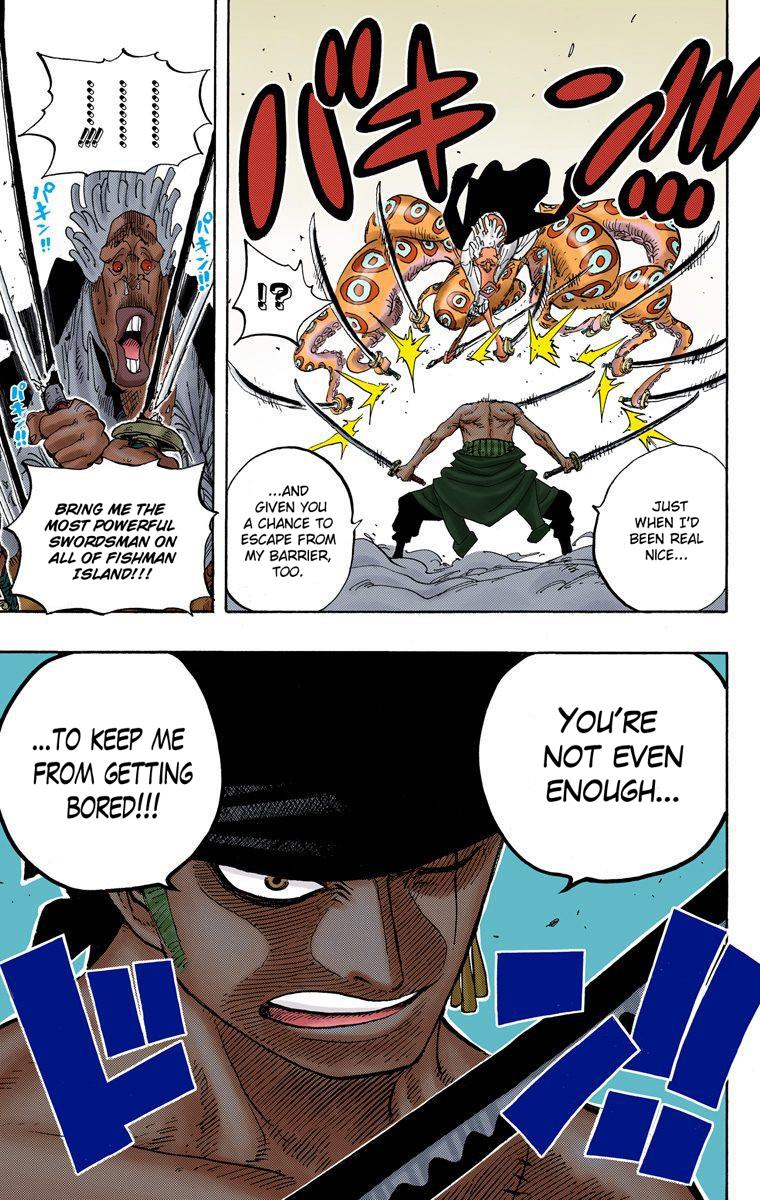 バキン!!!
!?
JUST
WHEN I'D
BEEN REAL
NICE...
...AND
GIVEN YOU
A CHANCE TO
ESCAPE FROM
MY BARRIER,
TOO.
!!!
パキン!!
パキン!!
パキン!!
BRING ME THE
MOST POWERFUL
SWORDSMAN ON
ALL OF FISHMAN
ISLAND!!!
YOU'RE
NOT EVEN
ENOUGH...
...TO KEEP ME
FROM GETTING
BORED!!!
ドン!!